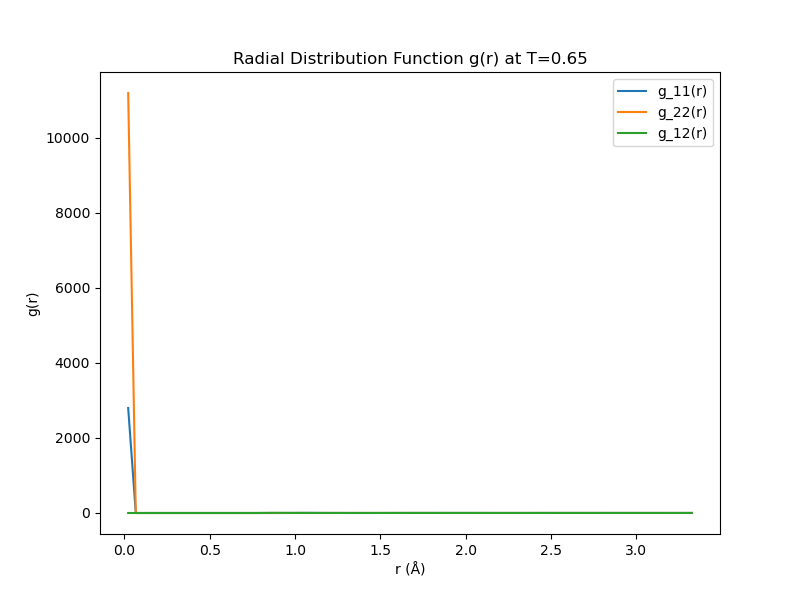 Radial Distribution Function g(r) at T=0.65
g_11(r)
g_22(r)
g_12(r)
10000
8000
6000
4000
2000
0
g(r)
0.0 0.5 1.0 1.5 2.0 2.5 3.0
r (Å)